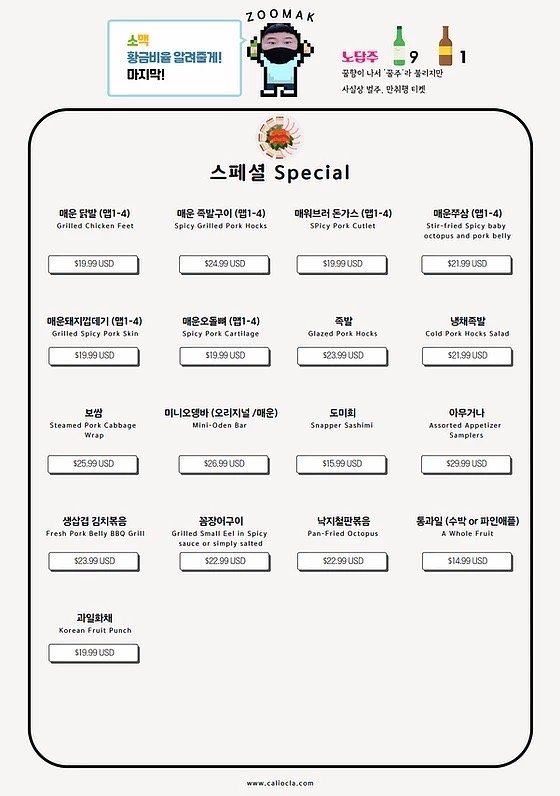 ZOOMAK
소맥
황금비율 알려줄게!
마지막!
노답주 9 1
꿀향이 나서 '꿀주'라 불리지만
사실상 벌주, 만취행 티켓
스페셜 Special
매운 닭발 (맵1-4)
Grilled Chicken Feet
$19.99 USD
매운 족발구이 (맵1-4)
Spicy Grilled Pork Hocks
$24.99 USD
매워브러 돈가스 (맵1-4)
SPicy Pork Cutlet
$19.99 USD
매운쭈삼 (맵1-4)
Stir-fried Spicy baby
octopus and pork belly
$21.99 USD
매운돼지껍데기 (맵1-4)
Grilled Spicy Pork Skin
$19.99 USD
매운오돌뼈 (맵1-4)
Spicy Pork Cartilage
$19.99 USD
족발
Glazed Pork Hocks
$23.99 USD
냉채족발
Cold Pork Hocks Salad
$21.99 USD
보쌈
Steamed Pork Cabbage
Wrap
$25.99 USD
미니오뎅바 (오리지널 /매운)
Mini-Oden Bar
$26.99 USD
도미회
Snapper Sashimi
$15.99 USD
아무거나
Assorted Appetizer
Samplers
$29.99 USD
생삼겹 김치볶음
Fresh Pork Belly BBQ Grill
$23.99 USD
꼼장어구이
Grilled Small Eel in Spicy
sauce or simply salted
$22.99 USD
낙지철판볶음
Pan-Fried Octopus
$22.99 USD
통과일 (수박 or 파인애플)
A Whole Fruit
$14.99 USD
과일화채
Korean Fruit Punch
$19.99 USD
www.caliocla.com